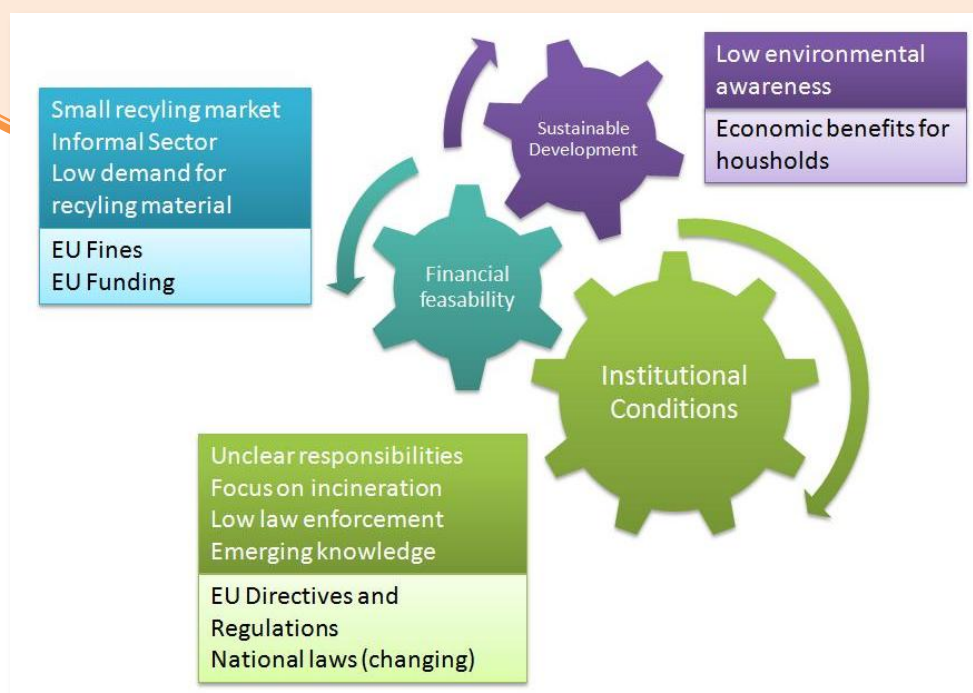 Low environmental
awareness
Economic benefits for
housholds
Sustainable
Development
Small recyling market
Informal Sector
Low demand for
recyling material
EU Fines
EU Funding
Financial
feasability
Institutional
Conditions
Unclear responsibilities
Focus on incineration
Low law enforcement
Emerging knowledge
EU Directives and
Regulations
National laws (changing)